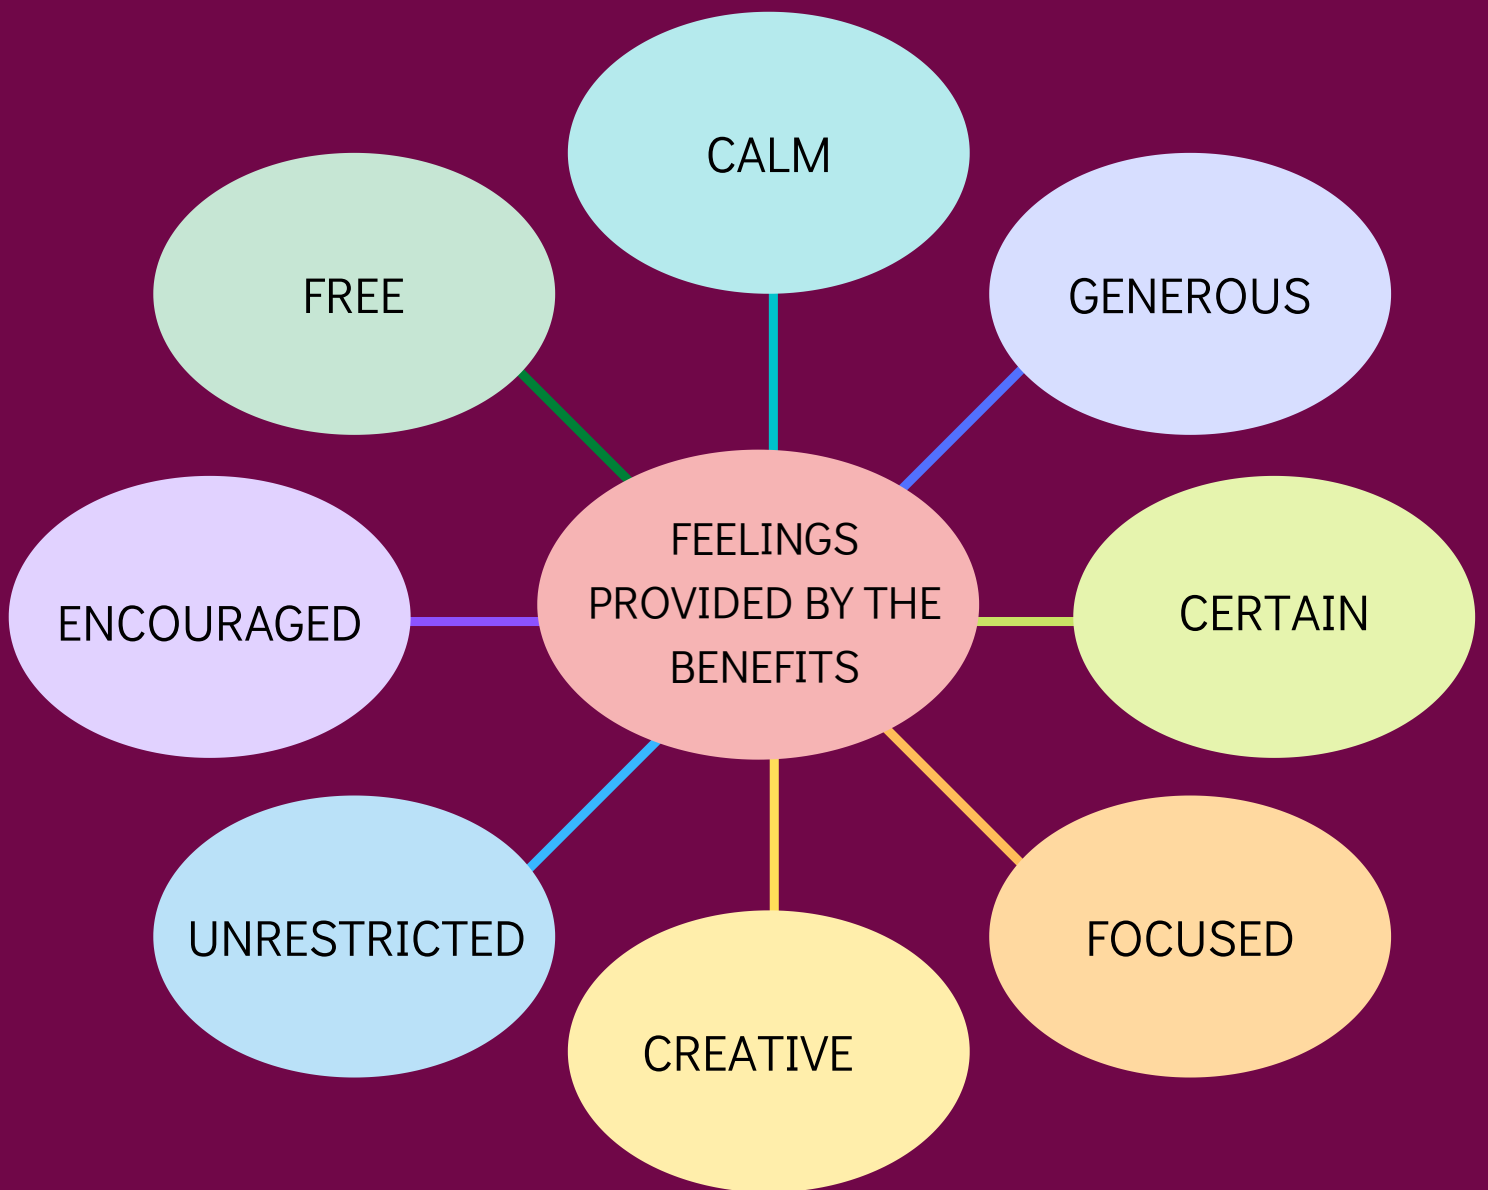 CALM
FREE
GENEROUS
FEELINGS
PROVIDED BY THE
BENEFITS
ENCOURAGED
CERTAIN
UNRESTRICTED
FOCUSED
CREATIVE